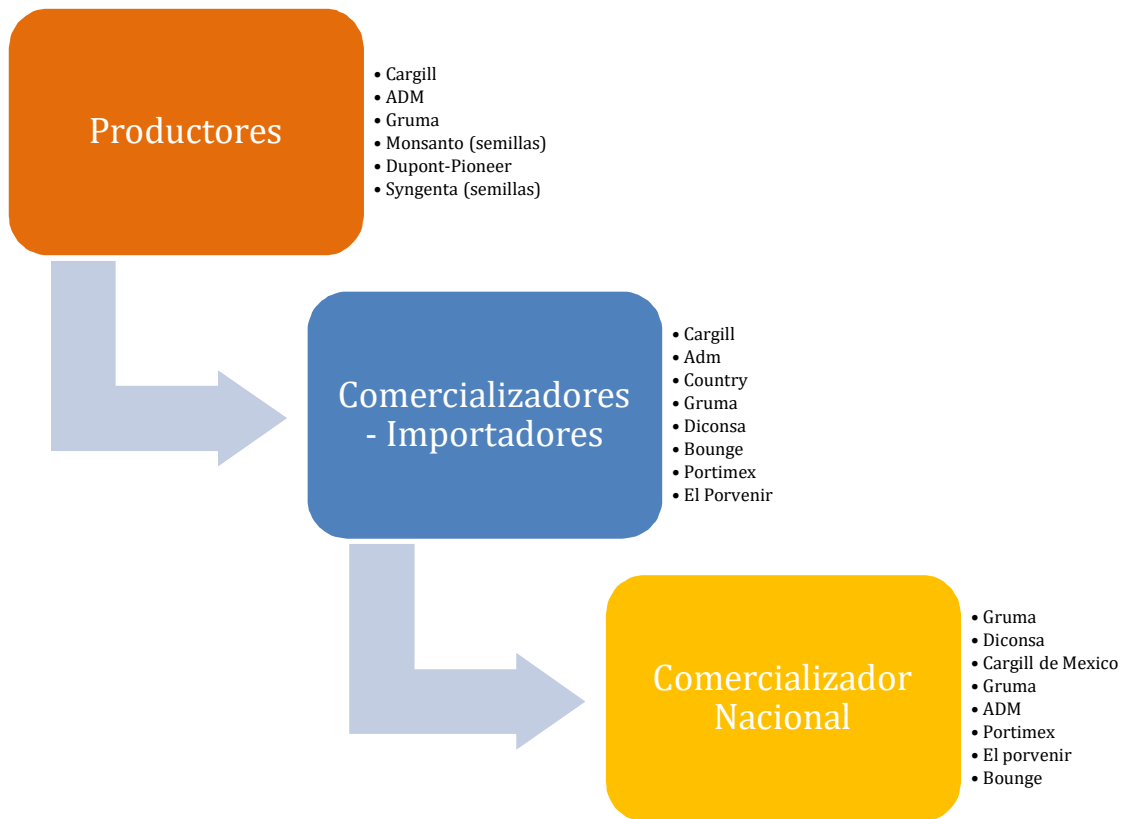 Productores
• Cargill
• ADM
• Gruma
• Monsanto (semillas)
• Dupont-Pioneer
• Syngenta (semillas)
Comercializadores
- Importadores
• Cargill
• Adm
• Country
• Gruma
• Diconsa
• Bounge
• Portimex
• El Porvenir
Comercializador
Nacional
• Gruma
• Diconsa
• Cargill de Mexico
• Gruma
• ADM
• Portimex
• El porvenir
• Bounge